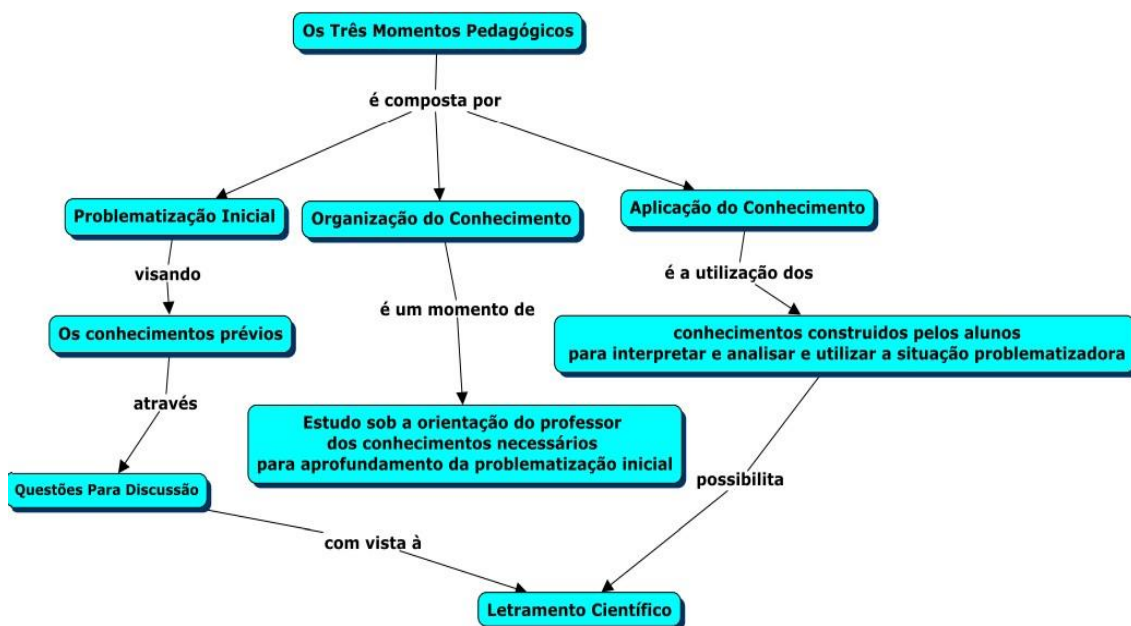 Os Três Momentos Pedagógicos
é composta por
Problematização Inicial
Organização do Conhecimento
Aplicação do Conhecimento
visando
é um momento de
é a utilização dos
Os conhecimentos prévios
conhecimentos construidos pelos alunos
para interpretar e analisar e utilizar a situação problematizadora
através
Estudo sob a orientação do professor
dos conhecimentos necessários
para aprofundamento da problematização inicial
Questões Para Discussão
possibilita
com vista à
Letramento Científico